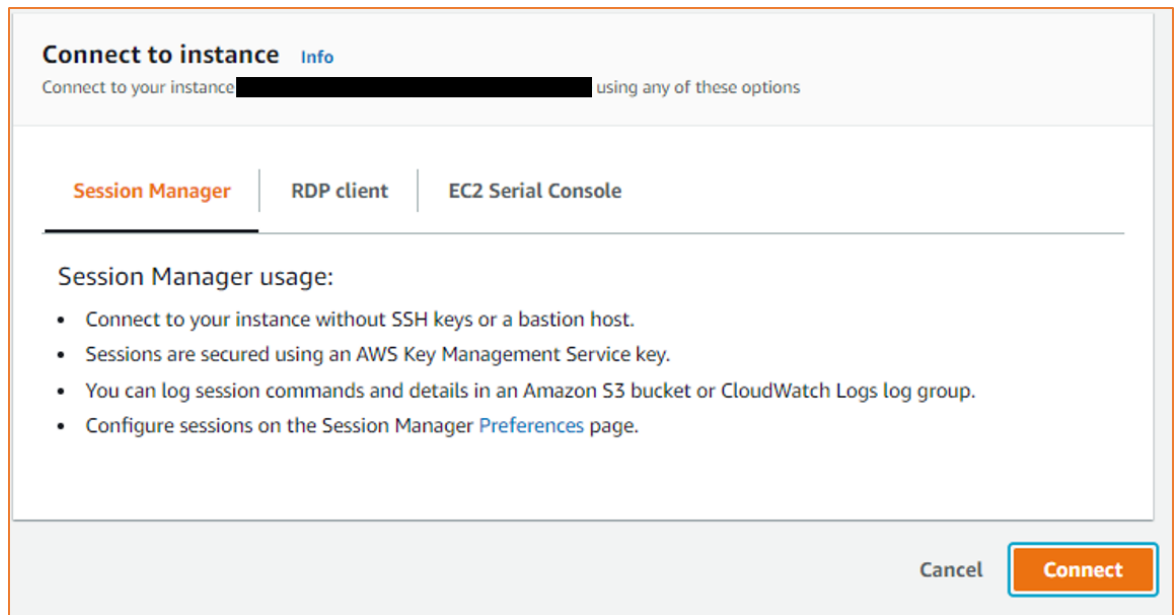 Connect to instance Info
Connect to your instance using any of these options
Session Manager RDP client EC2 Serial Console
Session Manager usage:
• Connect to your instance without SSH keys or a bastion host.
• Sessions are secured using an AWS Key Management Service key.
• You can log session commands and details in an Amazon S3 bucket or CloudWatch Logs log group.
• Configure sessions on the Session Manager Preferences page.
Cancel Connect